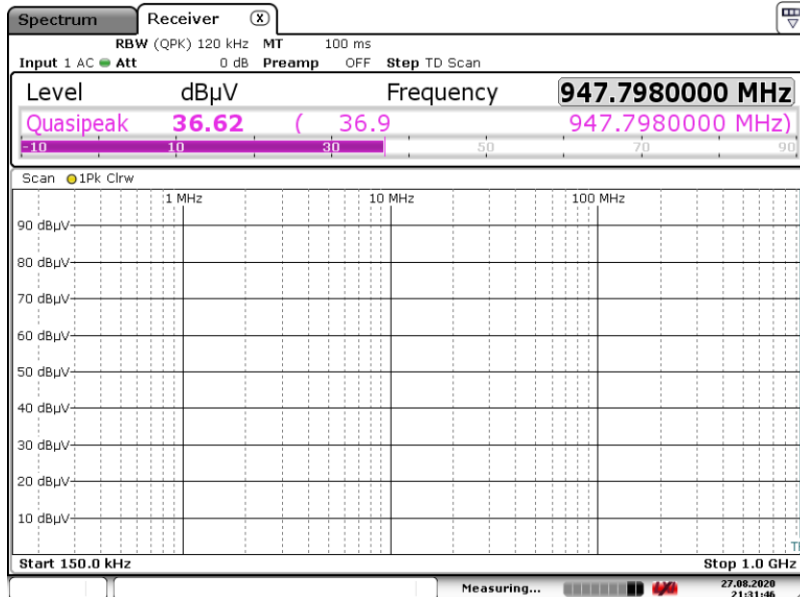 Spectrum Receiver X
RBW (QPK) 120 kHz MT 100 ms
Input 1 AC Att 0 dB Preamp OFF Step TD Scan
Level dBµV Frequency 947.7980000 MHz
Quasipeak 36.62 ( 36.9 947.7980000 MHz)
-10 10 30 50 70 90
Scan 1Pk Clrw
1 MHz 10 MHz 100 MHz
90 dBµV
80 dBµV
70 dBµV
60 dBµV
50 dBµV
40 dBµV
30 dBµV
20 dBµV
10 dBµV
Start 150.0 kHz Stop 1.0 GHz
Measuring... 27.08.2020
21:31:46